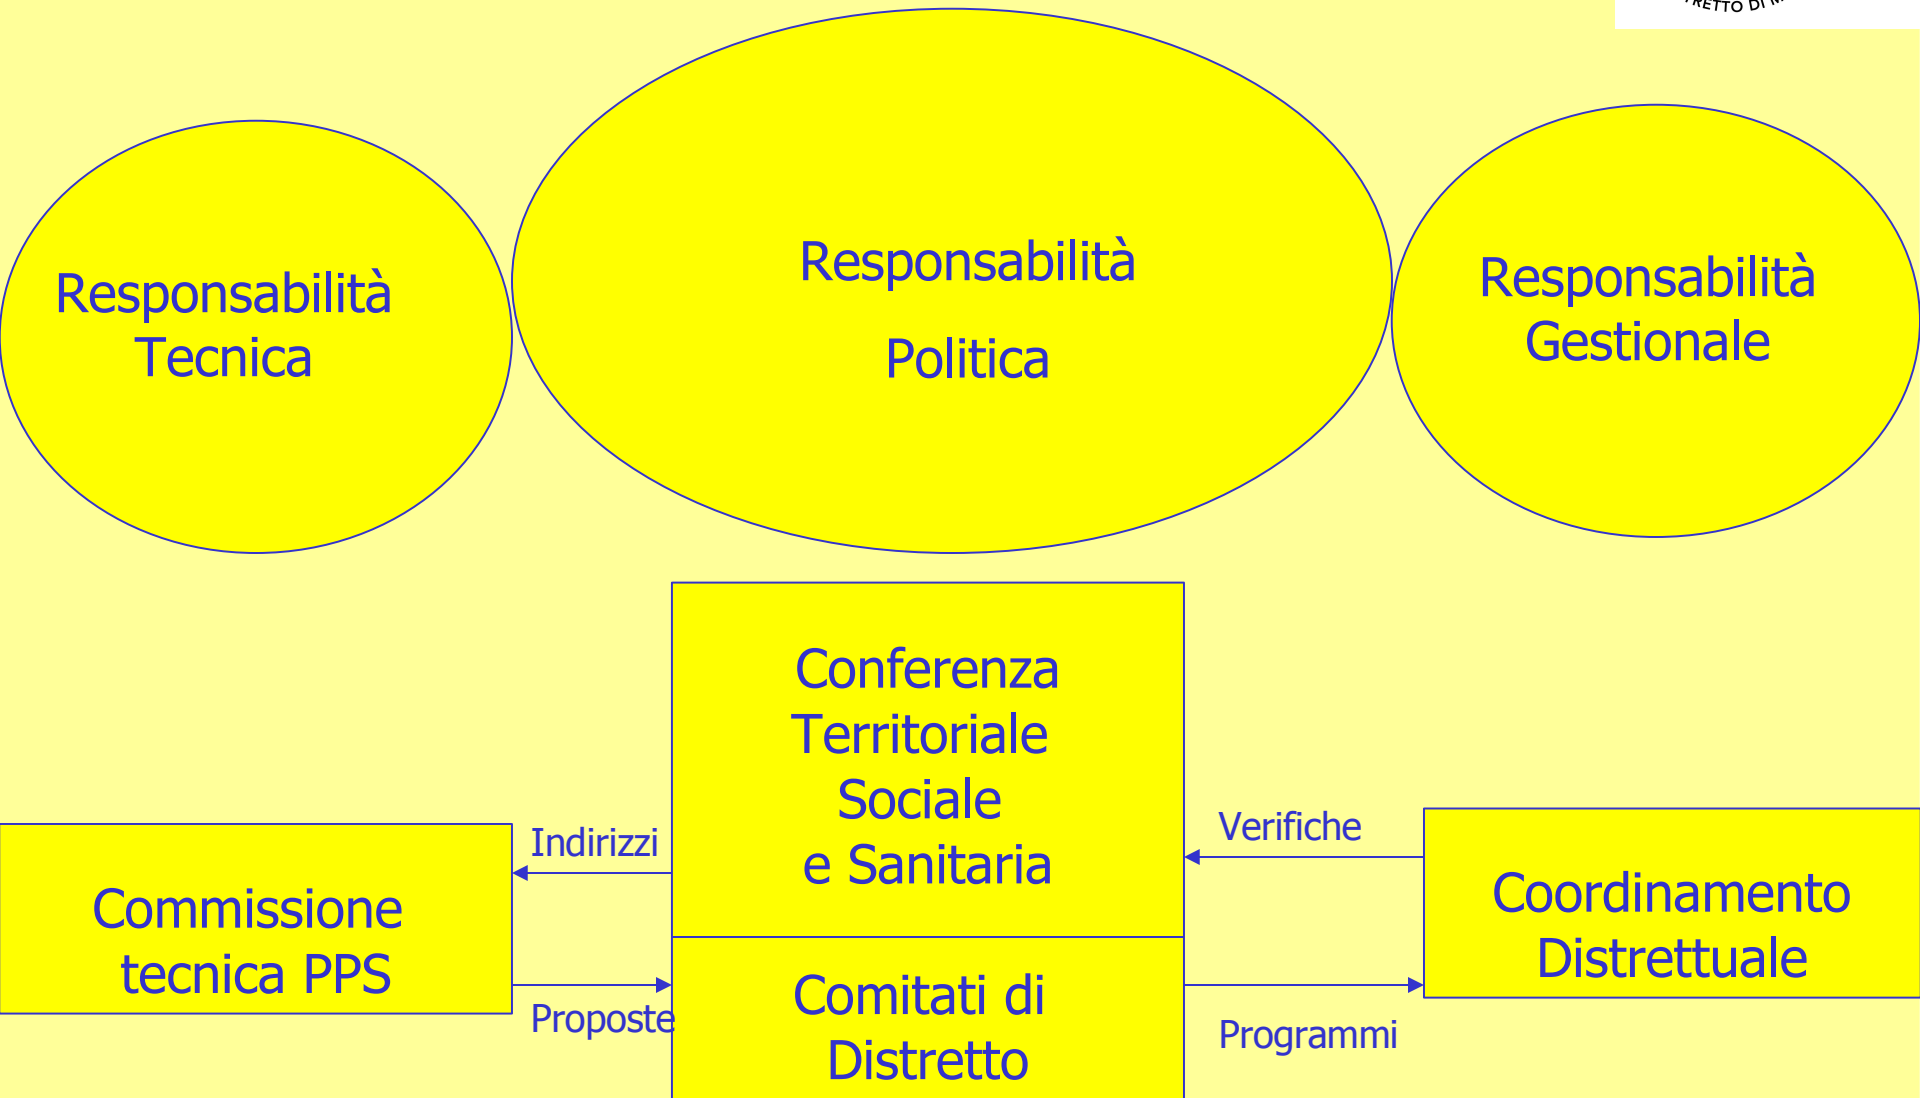 DI
Responsabilità
Tecnica
Responsabilità
Politica
Responsabilità
Gestionale
Conferenza
Territoriale
Sociale
e Sanitaria
Indirizzi
Verifiche
Commissione
tecnica PPS
Coordinamento
Distrettuale
Proposte
Comitati di
Distretto
Programmi